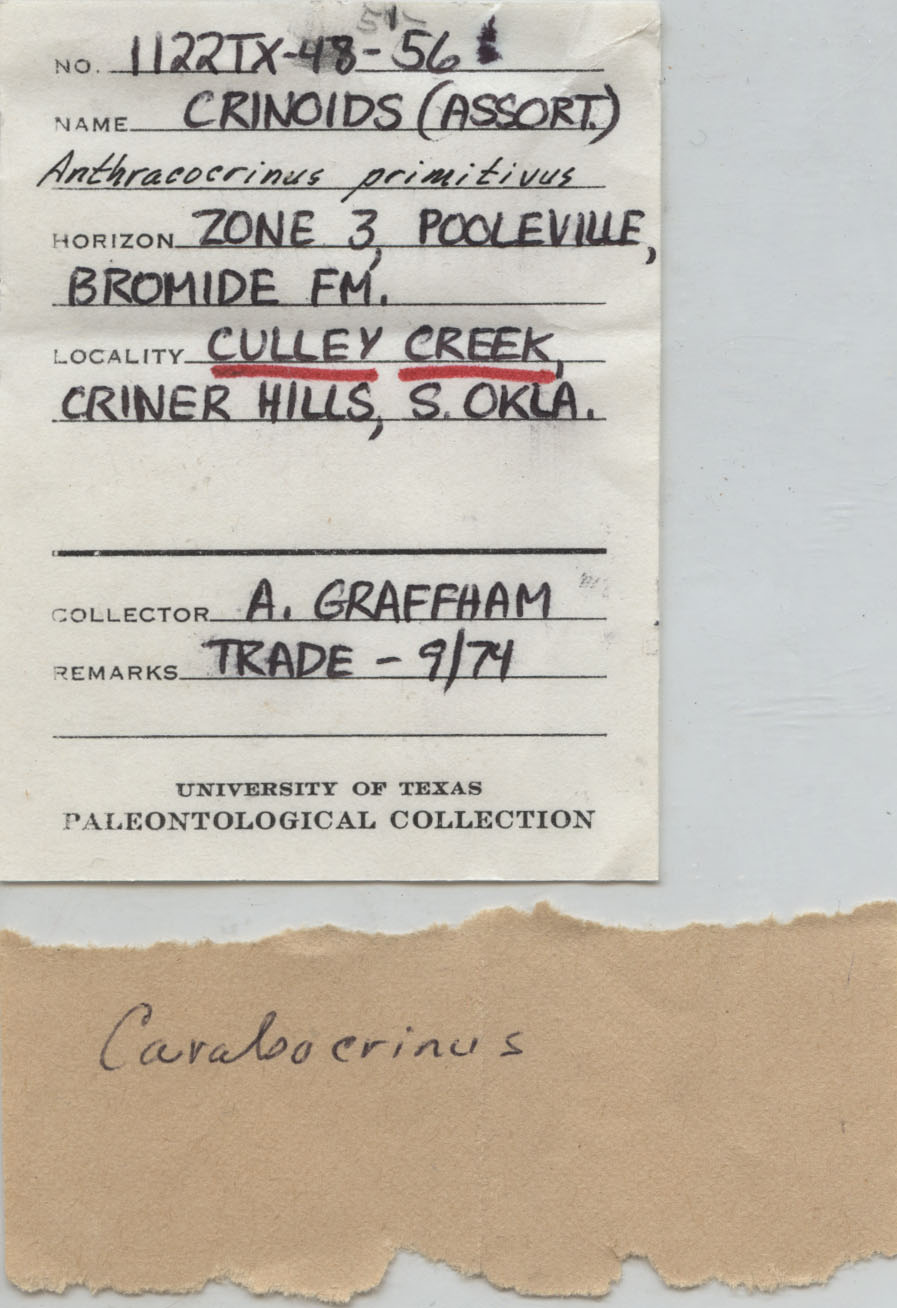 NO. 1122TX-48-56
NAME CRINOIDS (ASSORT.)
Anthracocrinus primitivus
HORIZON ZONE 3, POOLEVILLE,
BROMIDE FM.
LOCALITY CULLEY CREEK,
CRINER HILLS, S. OKLA.
COLLECTOR A. GRAFFHAM
REMARKS TRADE - 9/74
UNIVERSITY OF TEXAS
PALEONTOLOGICAL COLLECTION
Carabocrinus